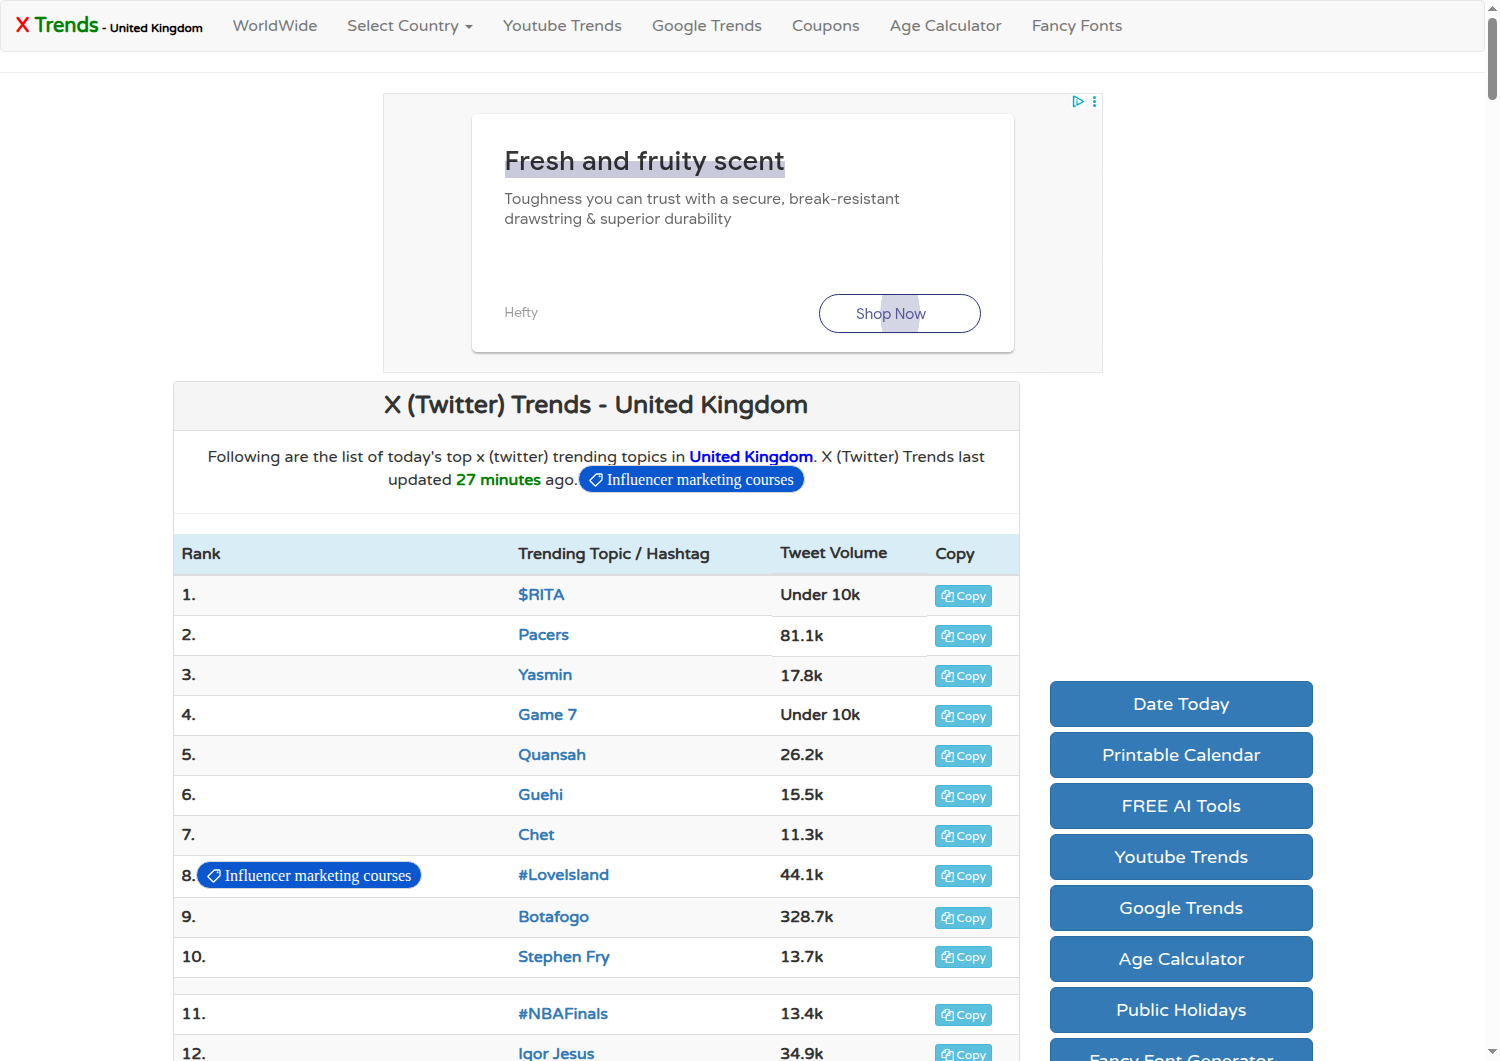 X Trends - United Kingdom
WorldWide
Select Country
Youtube Trends
Google Trends
Coupons
Age Calculator
Fancy Fonts
Fresh and fruity scent
Toughness you can trust with a secure, break-resistant
drawstring & superior durability
Hefty
Shop Now
X (Twitter) Trends - United Kingdom
Following are the list of today's top x (twitter) trending topics in United Kingdom. X (Twitter) Trends last
updated 27 minutes ago. Influencer marketing courses
Rank Trending Topic / Hashtag Tweet Volume Copy
1. $RITA Under 10k Copy
2. Pacers 81.1k Copy
3. Yasmin 17.8k Copy
4. Game 7 Under 10k Copy
5. Quansah 26.2k Copy
6. Guehi 15.5k Copy
7. Chet 11.3k Copy
8. Influencer marketing courses #LoveIsland 44.1k Copy
9. Botafogo 328.7k Copy
10. Stephen Fry 13.7k Copy
11. #NBAFinals 13.4k Copy
12. Igor Jesus 34.9k Copy
Date Today
Printable Calendar
FREE AI Tools
Youtube Trends
Google Trends
Age Calculator
Public Holidays
Fancy Font Generator